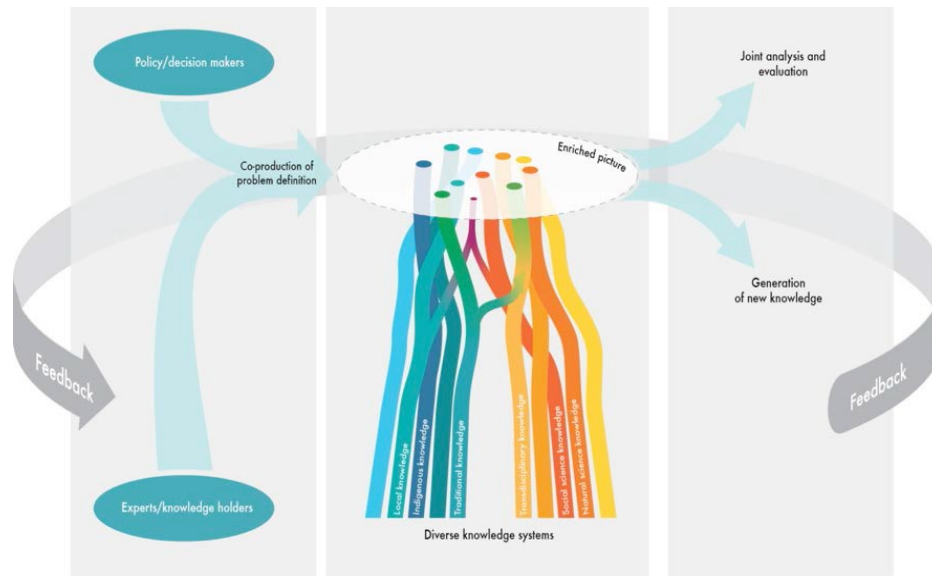 Policy/decision makers
Co-production of
problem definition
Experts/knowledge holders
Feedback
Enriched picture
Local knowledge
Indigenous knowledge
Traditional knowledge
Transdisciplinary knowledge
Social science knowledge
Natural science knowledge
Diverse knowledge systems
Joint analysis and
evaluation
Generation
of new knowledge
Feedback